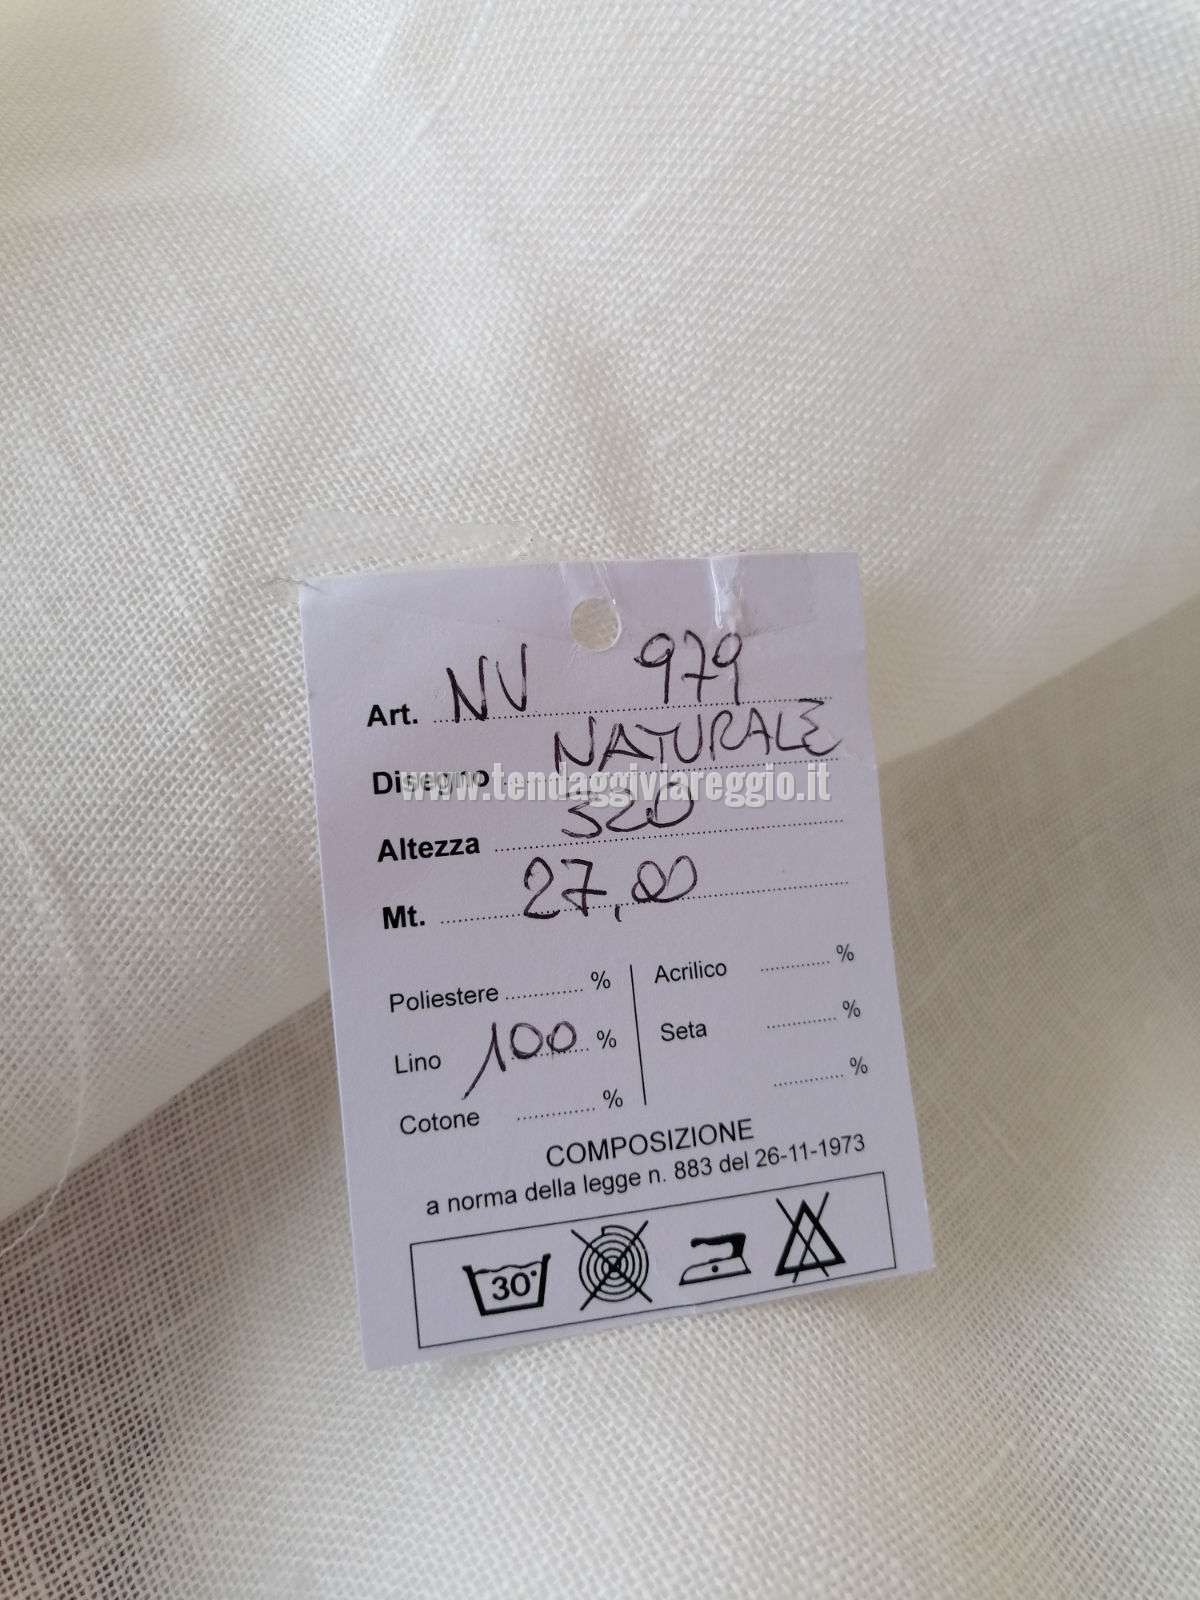 Art. NV 979
Disegno NATURALE
www.tendaggiviareggio.it
Altezza 320
Mt. 27,00
Poliestere ............ %
Acrilico ............ %
Lino 100 %
Seta ............ %
Cotone ............ %
............ %
COMPOSIZIONE
a norma della legge n. 883 del 26-11-1973
30°